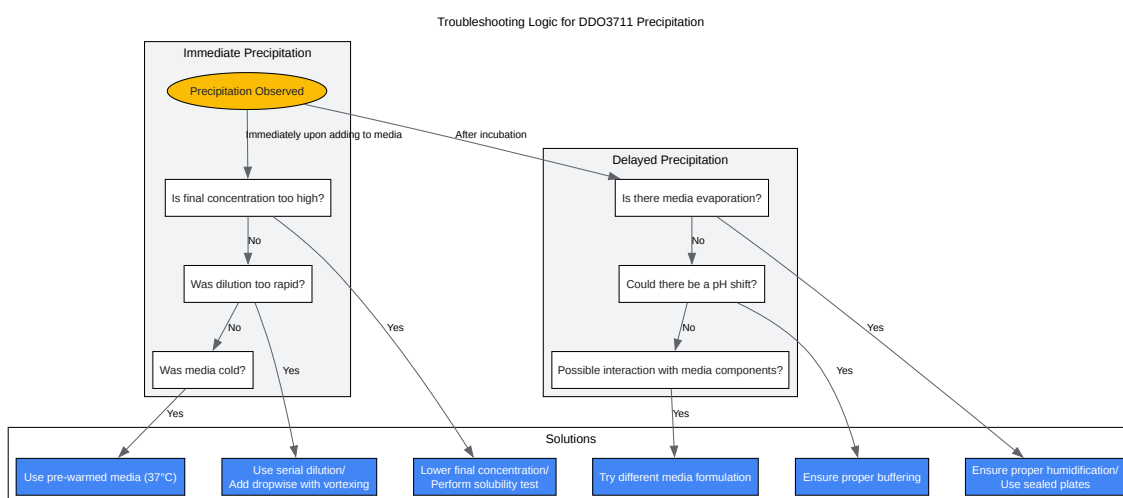 Troubleshooting Logic for DDO3711 Precipitation
Immediate Precipitation
Precipitation Observed
Immediately upon adding to media
After incubation
Delayed Precipitation
Is final concentration too high?
Is there media evaporation?
No
No
Was dilution too rapid?
Could there be a pH shift?
No
Yes
No
Yes
Was media cold?
Yes
Possible interaction with media components?
Yes
Yes
Yes
Solutions
Use pre-warmed media (37°C)
Use serial dilution/
Add dropwise with vortexing
Lower final concentration/
Perform solubility test
Try different media formulation
Ensure proper buffering
Ensure proper humidification/
Use sealed plates